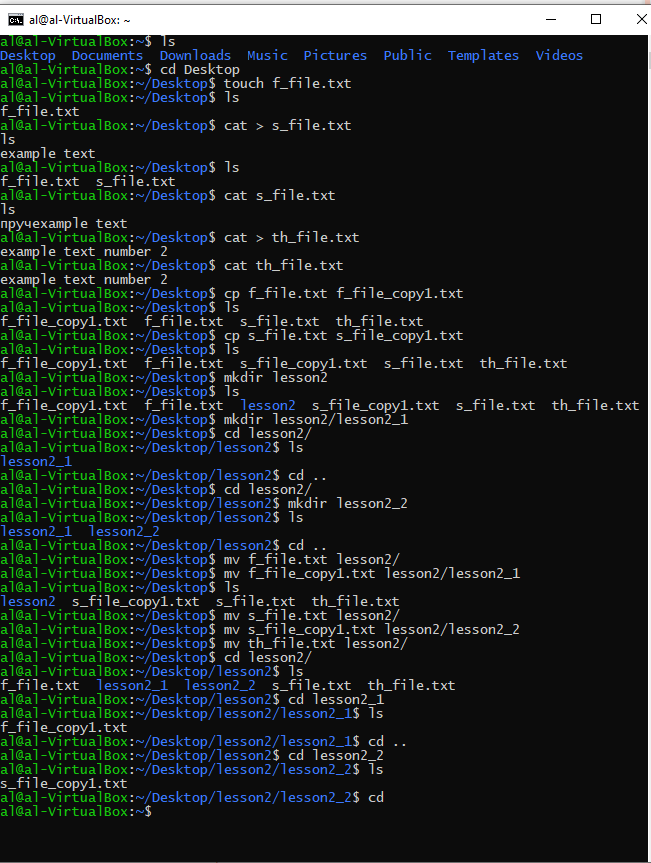 al@al-VirtualBox: ~
al@al-VirtualBox:~$ ls
Desktop  Documents  Downloads  Music  Pictures  Public  Templates  Videos
al@al-VirtualBox:~$ cd Desktop
al@al-VirtualBox:~/Desktop$ touch f_file.txt
al@al-VirtualBox:~/Desktop$ ls
f_file.txt
al@al-VirtualBox:~/Desktop$ cat > s_file.txt
ls
example text
al@al-VirtualBox:~/Desktop$ ls
f_file.txt  s_file.txt
al@al-VirtualBox:~/Desktop$ cat s_file.txt
ls
пручexample text
al@al-VirtualBox:~/Desktop$ cat > th_file.txt
example text number 2
al@al-VirtualBox:~/Desktop$ cat th_file.txt
example text number 2
al@al-VirtualBox:~/Desktop$ cp f_file.txt f_file_copy1.txt
al@al-VirtualBox:~/Desktop$ ls
f_file_copy1.txt  f_file.txt  s_file.txt  th_file.txt
al@al-VirtualBox:~/Desktop$ cp s_file.txt s_file_copy1.txt
al@al-VirtualBox:~/Desktop$ ls
f_file_copy1.txt  f_file.txt  s_file_copy1.txt  s_file.txt  th_file.txt
al@al-VirtualBox:~/Desktop$ mkdir lesson2
al@al-VirtualBox:~/Desktop$ ls
f_file_copy1.txt  f_file.txt  lesson2  s_file_copy1.txt  s_file.txt  th_file.txt
al@al-VirtualBox:~/Desktop$ mkdir lesson2/lesson2_1
al@al-VirtualBox:~/Desktop$ cd lesson2/
al@al-VirtualBox:~/Desktop/lesson2$ ls
lesson2_1
al@al-VirtualBox:~/Desktop/lesson2$ cd ..
al@al-VirtualBox:~/Desktop$ cd lesson2/
al@al-VirtualBox:~/Desktop/lesson2$ mkdir lesson2_2
al@al-VirtualBox:~/Desktop/lesson2$ ls
lesson2_1  lesson2_2
al@al-VirtualBox:~/Desktop/lesson2$ cd ..
al@al-VirtualBox:~/Desktop$ mv f_file.txt lesson2/
al@al-VirtualBox:~/Desktop$ mv f_file_copy1.txt lesson2/lesson2_1
al@al-VirtualBox:~/Desktop$ ls
lesson2  s_file_copy1.txt  s_file.txt  th_file.txt
al@al-VirtualBox:~/Desktop$ mv s_file.txt lesson2/
al@al-VirtualBox:~/Desktop$ mv s_file_copy1.txt lesson2/lesson2_2
al@al-VirtualBox:~/Desktop$ mv th_file.txt lesson2/
al@al-VirtualBox:~/Desktop$ cd lesson2/
al@al-VirtualBox:~/Desktop/lesson2$ ls
f_file.txt  lesson2_1  lesson2_2  s_file.txt  th_file.txt
al@al-VirtualBox:~/Desktop/lesson2$ cd lesson2_1
al@al-VirtualBox:~/Desktop/lesson2/lesson2_1$ ls
f_file_copy1.txt
al@al-VirtualBox:~/Desktop/lesson2/lesson2_1$ cd ..
al@al-VirtualBox:~/Desktop/lesson2$ cd lesson2_2
al@al-VirtualBox:~/Desktop/lesson2/lesson2_2$ ls
s_file_copy1.txt
al@al-VirtualBox:~/Desktop/lesson2/lesson2_2$ cd
al@al-VirtualBox:~$